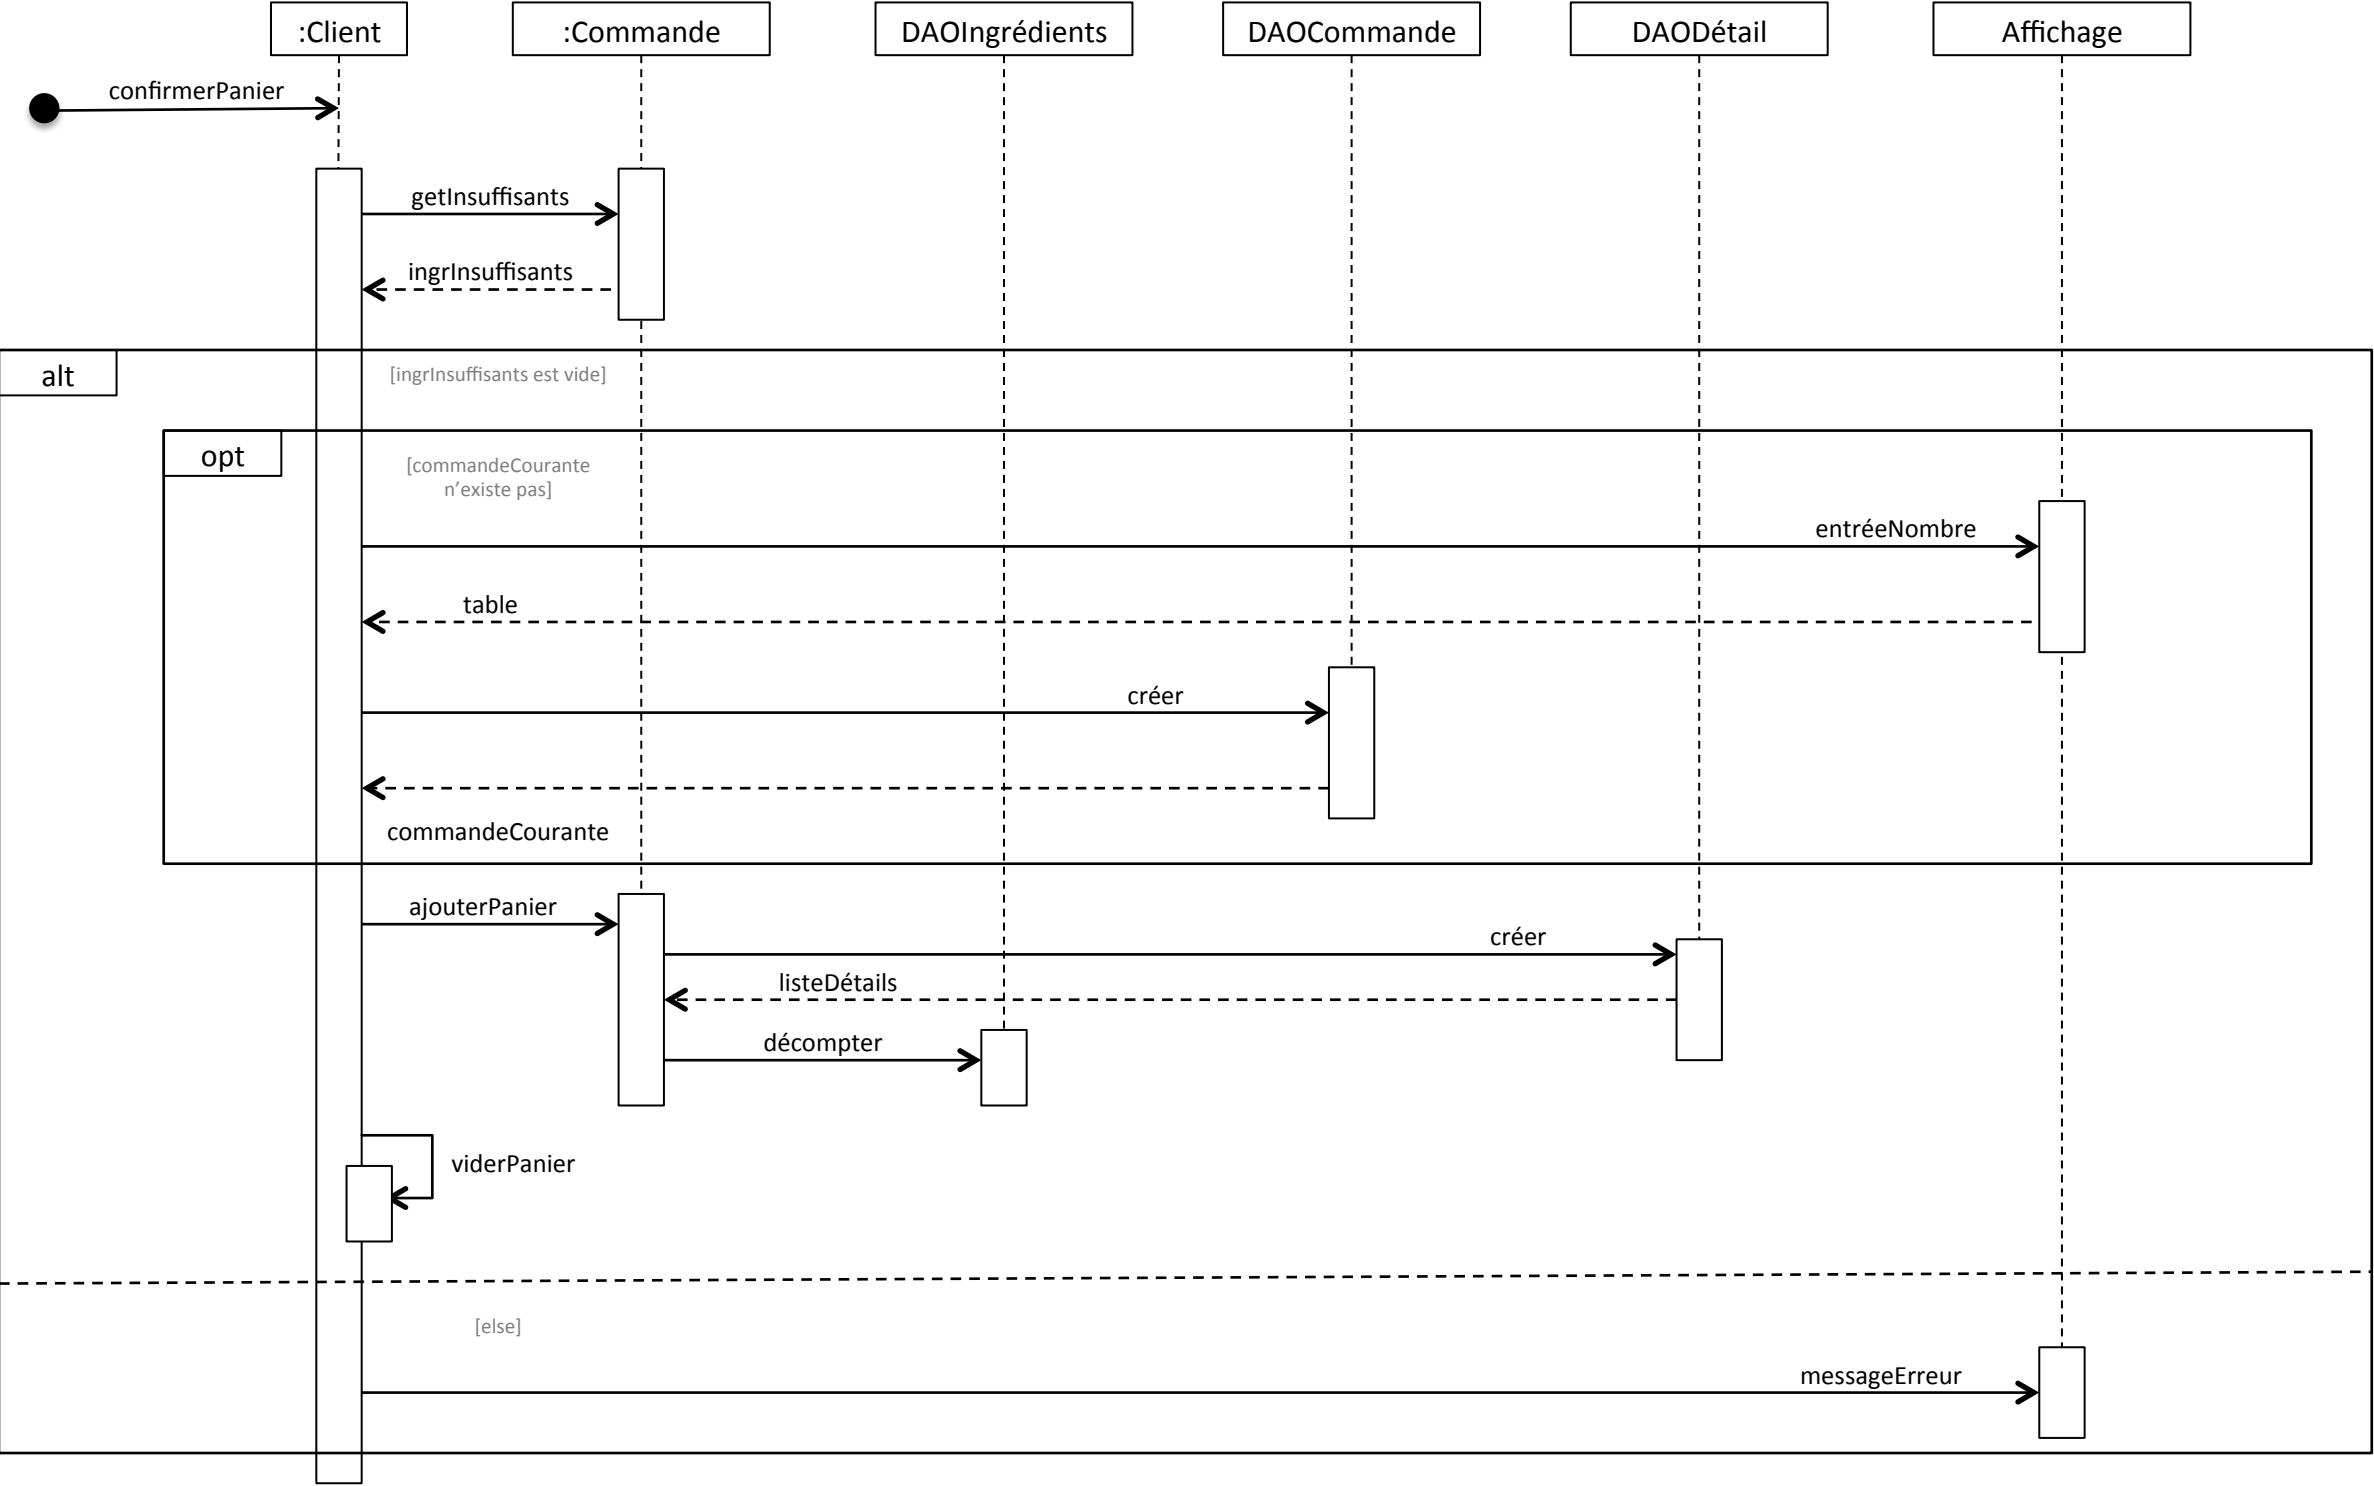 :Client
:Commande
DAOIngrédients
DAOCommande
DAODétail
Affichage
confirmerPanier
getInsuffisants
ingrInsuffisants
alt
[ingrInsuffisants est vide]
opt
[commandeCourante
n’existe pas]
entréeNombre
table
créer
commandeCourante
ajouterPanier
créer
listeDétails
décompter
viderPanier
[else]
messageErreur